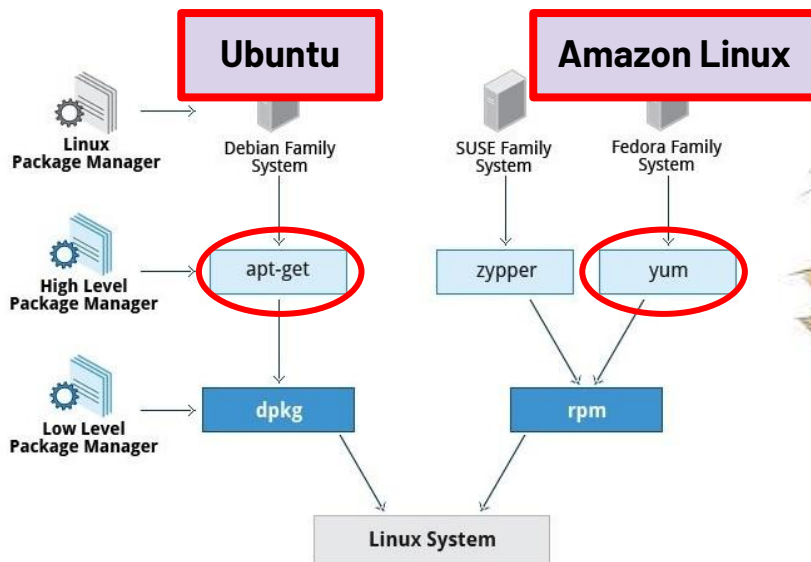 Ubuntu
Amazon Linux
Linux
Package Manager
Debian Family
System
SUSE Family
System
Fedora Family
System
High Level
Package Manager
apt-get
zypper
yum
Low Level
Package Manager
dpkg
rpm
Linux System